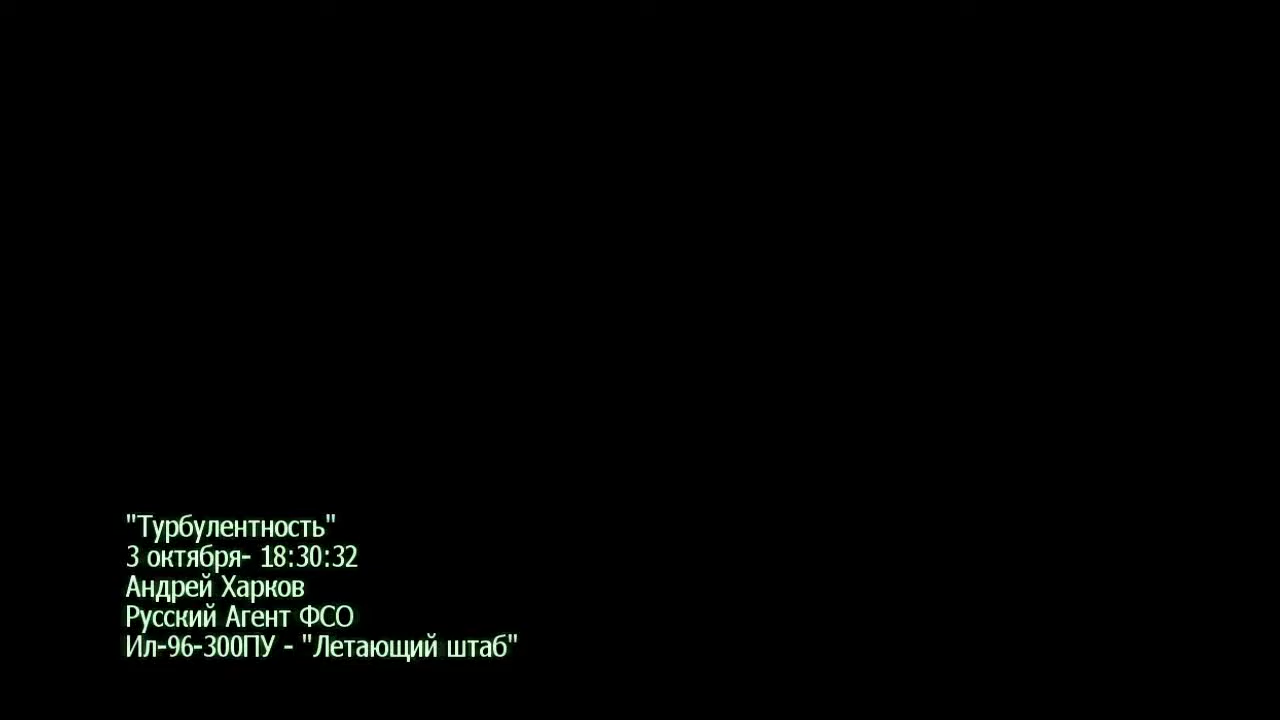 "Турбулентность"
3 октября- 18:30:32
Андрей Харков
Русский Агент ФСО
Ил-96-300ПУ - "Летающий штаб"